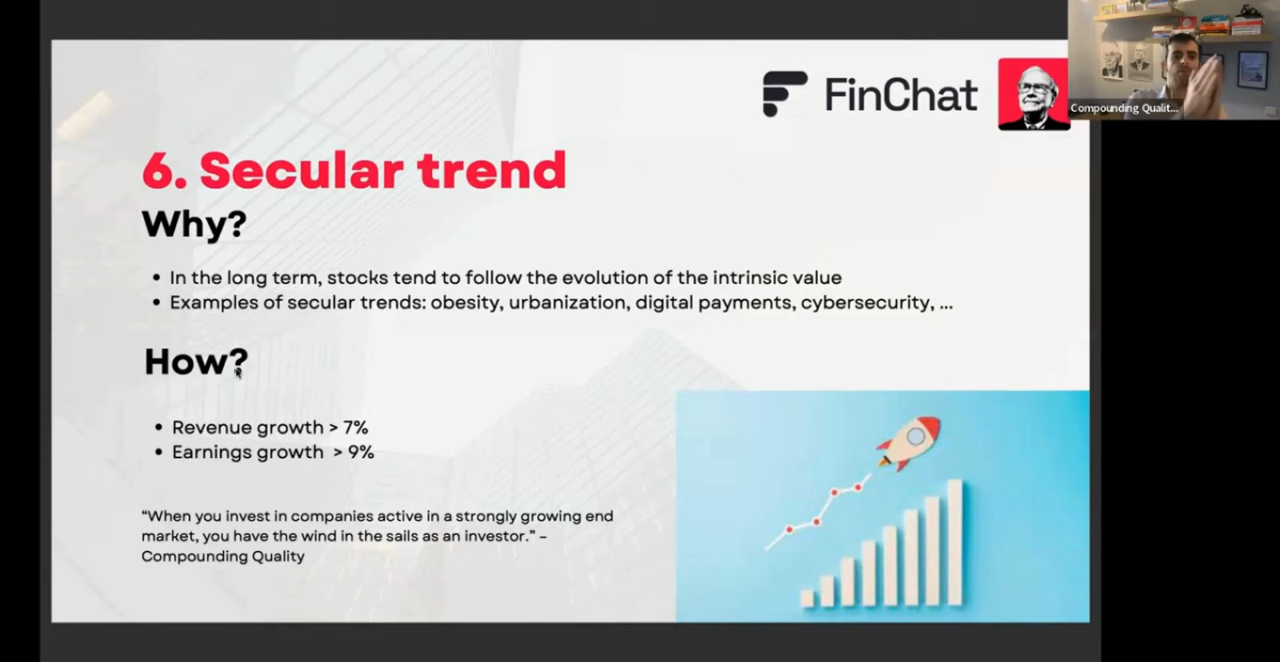 FinChat
Compounding Qualit...
6. Secular trend
Why?
• In the long term, stocks tend to follow the evolution of the intrinsic value
• Examples of secular trends: obesity, urbanization, digital payments, cybersecurity, ...
How?
• Revenue growth > 7%
• Earnings growth > 9%
“When you invest in companies active in a strongly growing end
market, you have the wind in the sails as an investor.” –
Compounding Quality